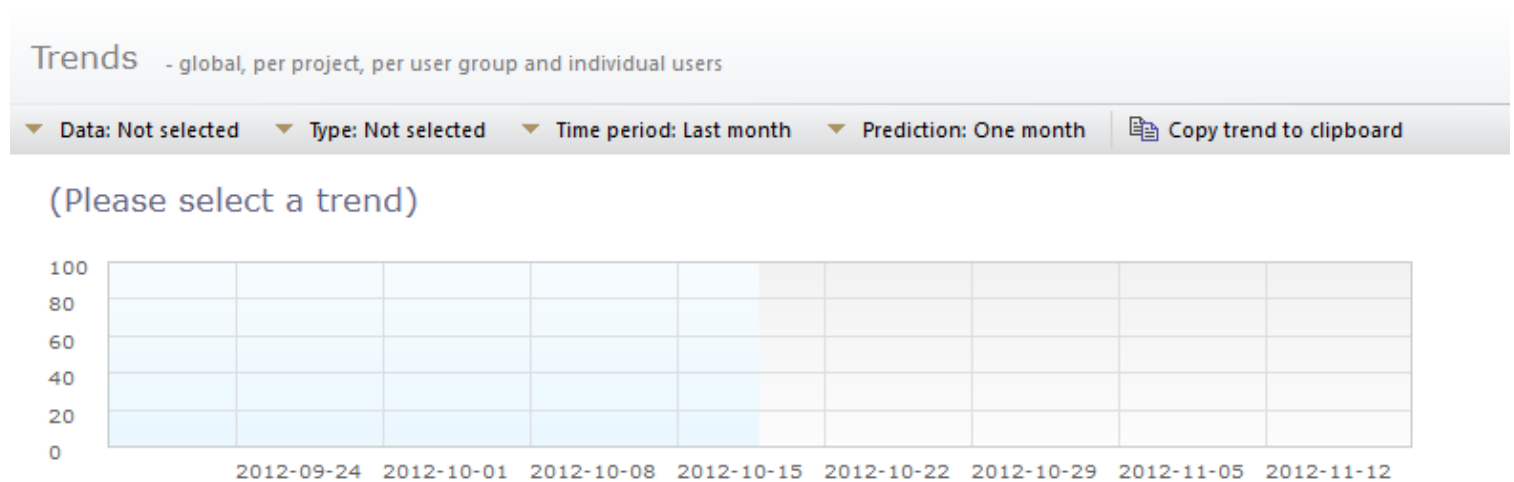 Trends - global, per project, per user group and individual users
Data: Not selected Type: Not selected Time period: Last month Prediction: One month Copy trend to clipboard
(Please select a trend)
100
80
60
40
20
0
2012-09-24 2012-10-01 2012-10-08 2012-10-15 2012-10-22 2012-10-29 2012-11-05 2012-11-12